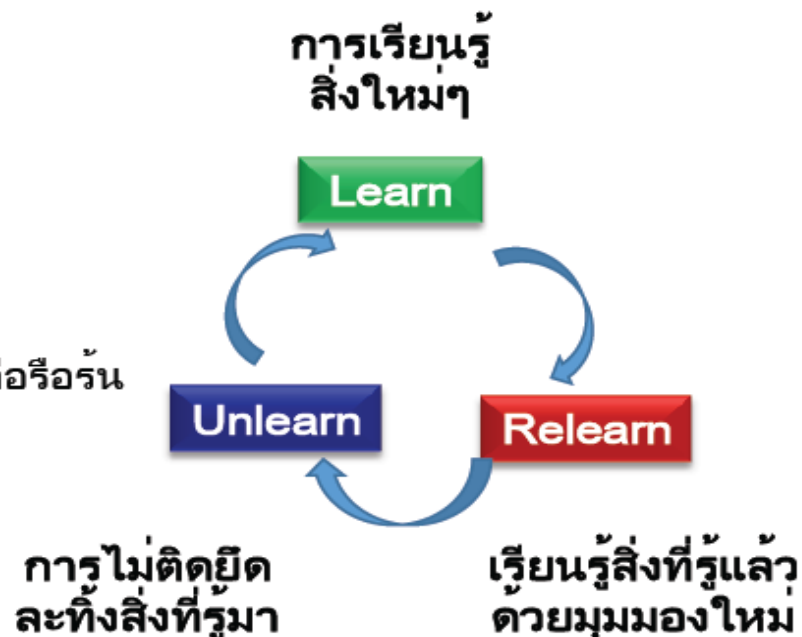 การเรียนรู้
สิ่งใหม่ๆ
Learn
Unlearn
Relearn
การไม่ติดยึด
ละทิ้งสิ่งที่รู้มา
เรียนรู้สิ่งที่รู้แล้ว
ด้วยมุมมองใหม่